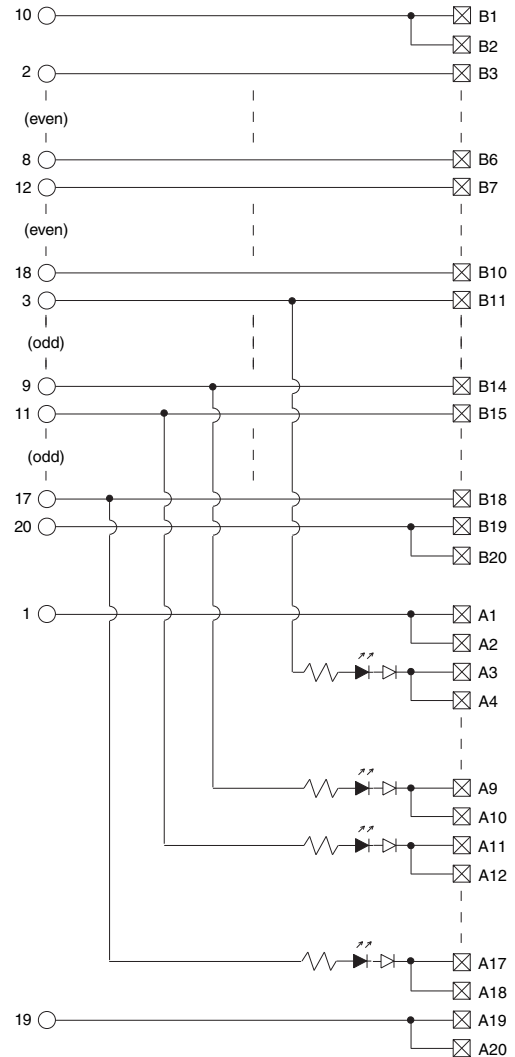 10 B1
B2
2 B3
(even)
8 B6
12 B7
(even)
18 B10
3 B11
(odd)
9 B14
11 B15
(odd)
17 B18
20 B19
B20
1 A1
A2
A3
A4
A9
A10
A11
A12
A17
A18
19 A19
A20